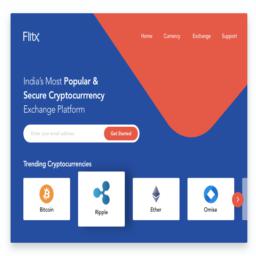 Flitx
Home Currency Exchange Support
India's Most Popular &
Secure Cryptocurrrency
Exchange Platform
Enter your email address
Get Started
Trending Cryptocurrencies
Bitcoin
Ripple
Ether
Omise